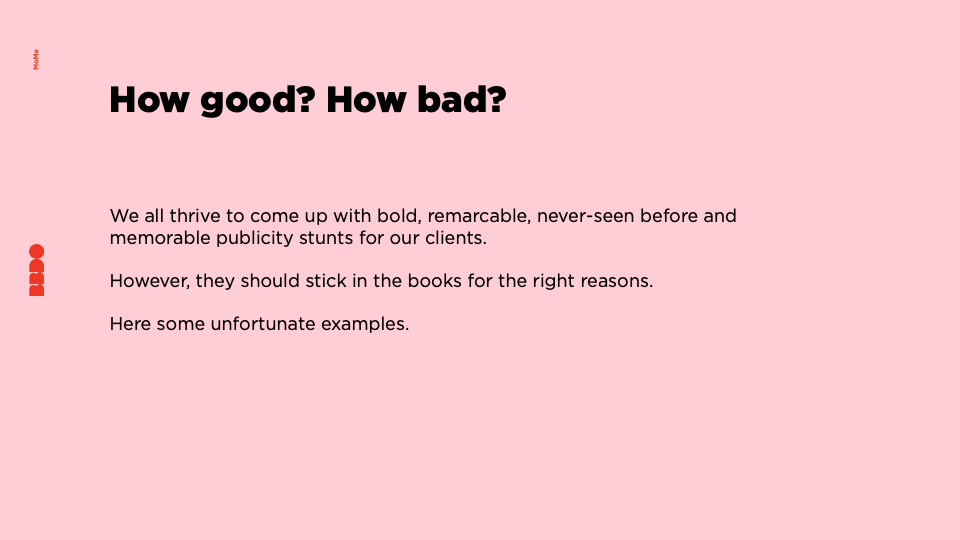 MoMe
How good? How bad?
We all thrive to come up with bold, remarcable, never-seen before and
memorable publicity stunts for our clients.
However, they should stick in the books for the right reasons.
Here some unfortunate examples.
BBDO